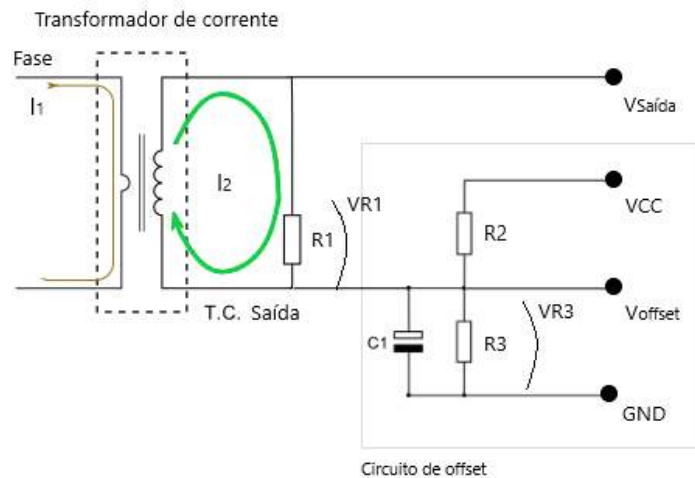 Transformador de corrente
Fase
I1
I2
VSaída
VCC
VR1
R1
R2
T.C. Saída
Voffset
VR3
C1
R3
GND
Circuito de offset